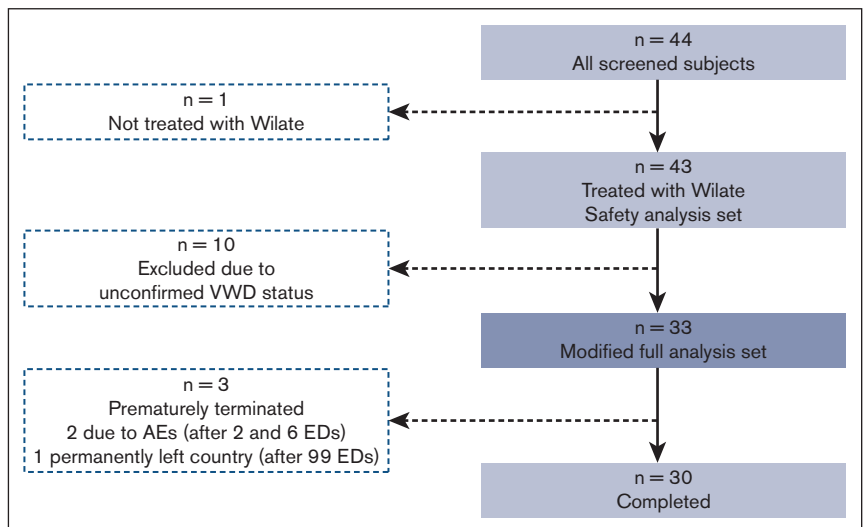 n = 44
All screened subjects
n = 1
Not treated with Wilate
n = 43
Treated with Wilate
Safety analysis set
n = 10
Excluded due to
unconfirmed VWD status
n = 33
Modified full analysis set
n = 3
Prematurely terminated
2 due to AEs (after 2 and 6 EDs)
1 permanently left country (after 99 EDs)
n = 30
Completed